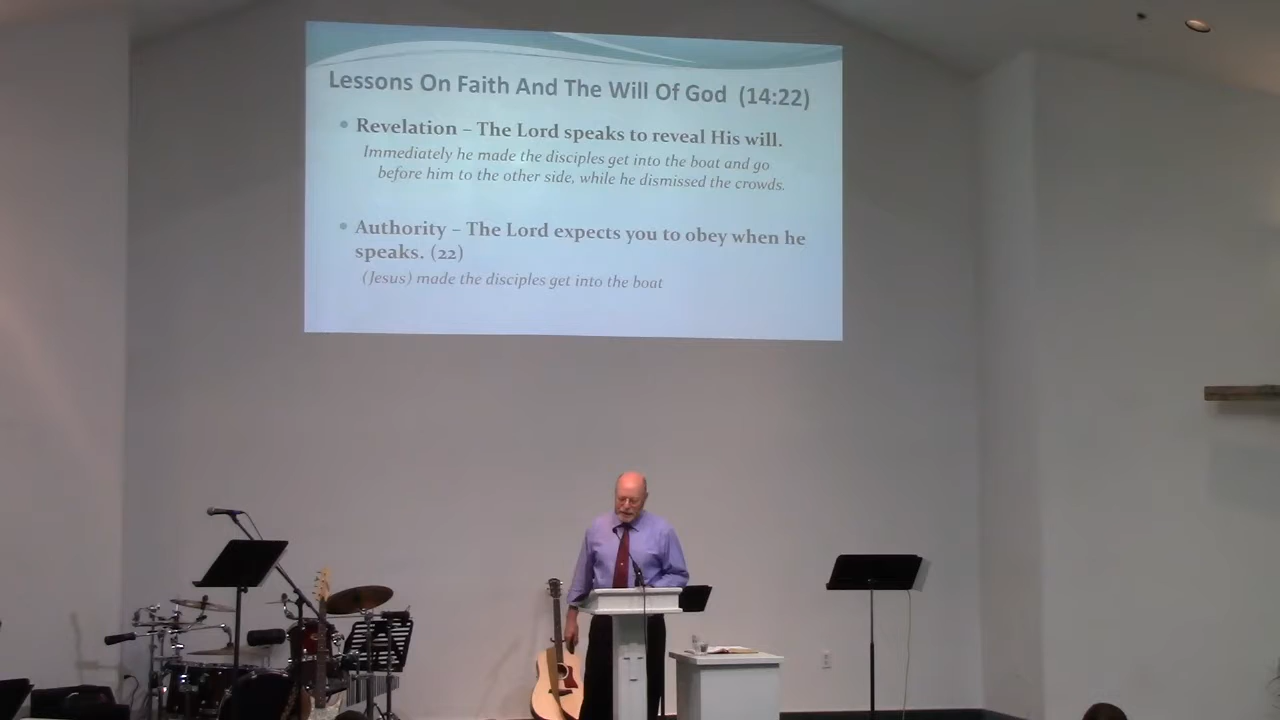 Lessons On Faith And The Will Of God (14:22)
• Revelation – The Lord speaks to reveal His will.
Immediately he made the disciples get into the boat and go
before him to the other side, while he dismissed the crowds.
• Authority – The Lord expects you to obey when he
speaks. (22)
(Jesus) made the disciples get into the boat